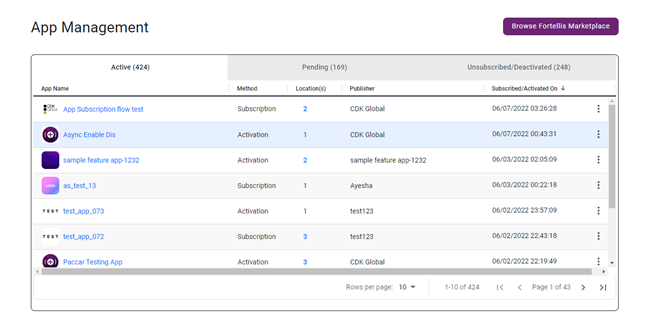 App Management
Browse Fortellis Marketplace
Active (424) Pending (169) Unsubscribed/Deactivated (248)
App Name Method Location(s) Publisher Subscribed/Activated On
App Subscription flow test Subscription 2 CDK Global 06/07/2022 03:26:28
Async Enable Dis Activation 1 CDK Global 06/07/2022 00:43:31
sample feature app-1232 Activation 2 sample feature app-1232 06/03/2022 02:05:09
as_test_13 Subscription 1 Ayesha 06/03/2022 00:22:18
TEST test_app_073 Activation 1 test123 06/02/2022 23:57:09
TEST test_app_072 Subscription 3 test123 06/02/2022 22:43:18
Paccar Testing App Activation 3 CDK Global 06/02/2022 22:19:49
Rows per page: 10 1-10 of 424 Page 1 of 43